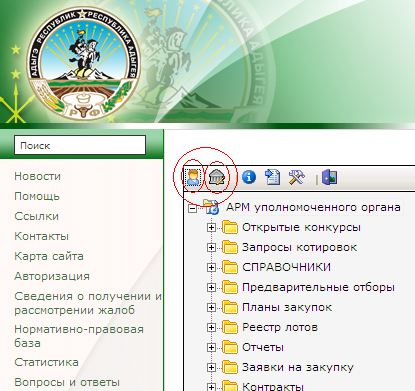 АДЫГЭ РЕСПУБЛИК
РЕСПУБЛИКА АДЫГЕЯ
РФ
Поиск
Новости
Помощь
Ссылки
Контакты
Карта сайта
Авторизация
Сведения о получении и
рассмотрении жалоб
Нормативно-правовая
база
Статистика
Вопросы и ответы
АРМ уполномоченного органа
Открытые конкурсы
Запросы котировок
СПРАВОЧНИКИ
Предварительные отборы
Планы закупок
Реестр лотов
Отчеты
Заявки на закупку
Контракты